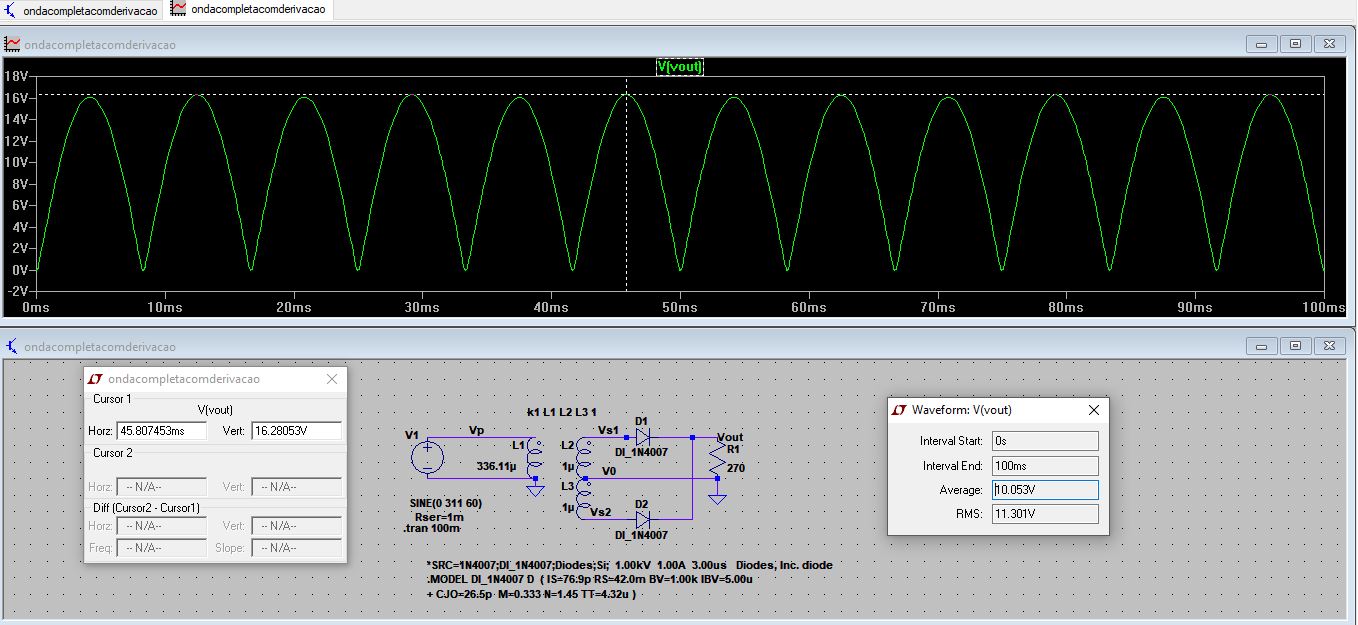 ondacompletacomderivacao ondacompletacomderivacao
ondacompletacomderivacao
V(vout)
18V
16V
14V
12V
10V
8V
6V
4V
2V
0V
-2V
0ms 10ms 20ms 30ms 40ms 50ms 60ms 70ms 80ms 90ms 100ms
ondacompletacomderivacao
ondacompletacomderivacao
Cursor 1
V(vout)
Horz: 45.807453ms Vert: 16.28053V
Cursor 2
Horz: -- N/A-- Vert: -- N/A--
Diff (Cursor2 - Cursor1)
Horz: -- N/A-- Vert: -- N/A--
Freq: -- N/A-- Slope: -- N/A--
k1 L1 L2 L3 1
V1
Vp
L1
336.11µ
L2
1µ
L3
1µ
Vs1
D1
DI_1N4007
V0
Vout
R1
270
Vs2
D2
DI_1N4007
SINE(0 311 60)
Rser=1m
.tran 100m
*SRC=1N4007;DI_1N4007;Diodes;Si; 1.00kV 1.00A 3.00us Diodes, Inc. diode
.MODEL DI_1N4007 D ( IS=76.9p RS=42.0m BV=1.00k IBV=5.00u
+ CJO=26.5p M=0.333 N=1.45 TT=4.32u )
Waveform: V(vout)
Interval Start: 0s
Interval End: 100ms
Average: 10.053V
RMS: 11.301V